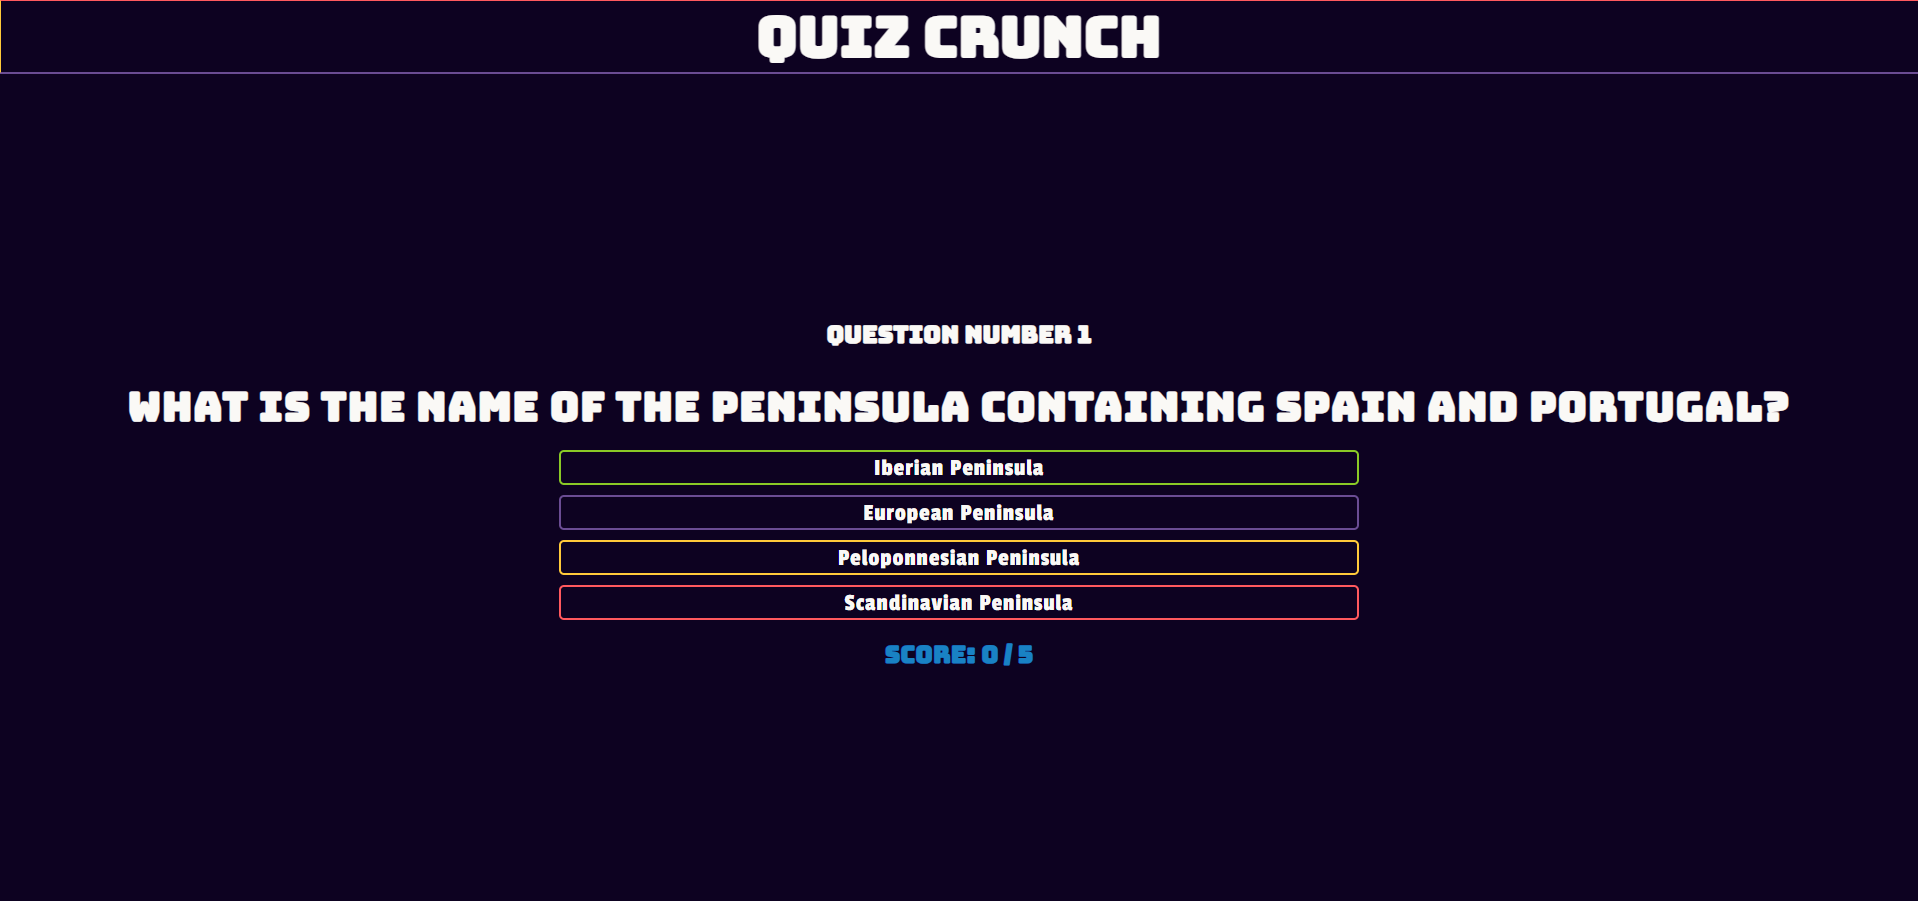 QUIZ CRUNCH
QUESTION NUMBER 1
WHAT IS THE NAME OF THE PENINSULA CONTAINING SPAIN AND PORTUGAL?
Iberian Peninsula
European Peninsula
Peloponnesian Peninsula
Scandinavian Peninsula
SCORE: 0 / 5